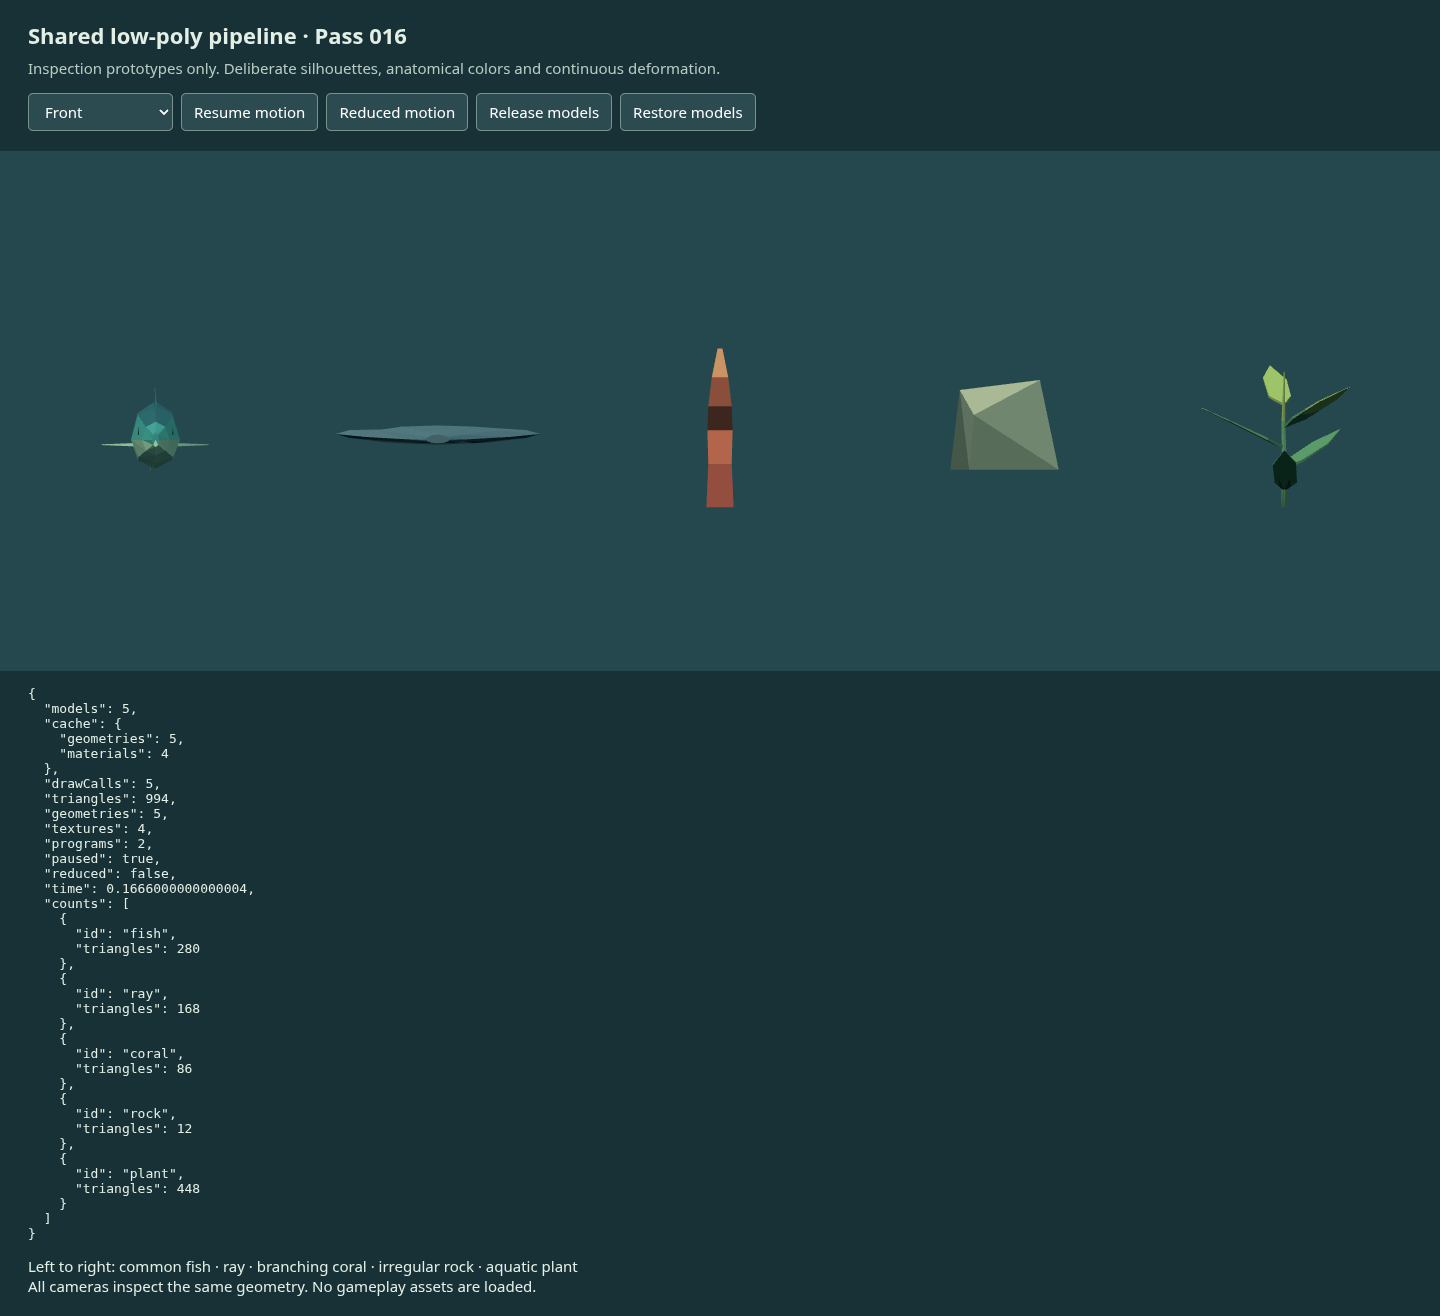 Shared low-poly pipeline · Pass 016
Inspection prototypes only. Deliberate silhouettes, anatomical colors and continuous deformation.
Front Resume motion Reduced motion Release models Restore models
{
  "models": 5,
  "cache": {
    "geometries": 5,
    "materials": 4
  },
  "drawCalls": 5,
  "triangles": 994,
  "geometries": 5,
  "textures": 4,
  "programs": 2,
  "paused": true,
  "reduced": false,
  "time": 0.1666000000000004,
  "counts": [
    {
      "id": "fish",
      "triangles": 280
    },
    {
      "id": "ray",
      "triangles": 168
    },
    {
      "id": "coral",
      "triangles": 86
    },
    {
      "id": "rock",
      "triangles": 12
    },
    {
      "id": "plant",
      "triangles": 448
    }
  ]
}
Left to right: common fish · ray · branching coral · irregular rock · aquatic plant
All cameras inspect the same geometry. No gameplay assets are loaded.